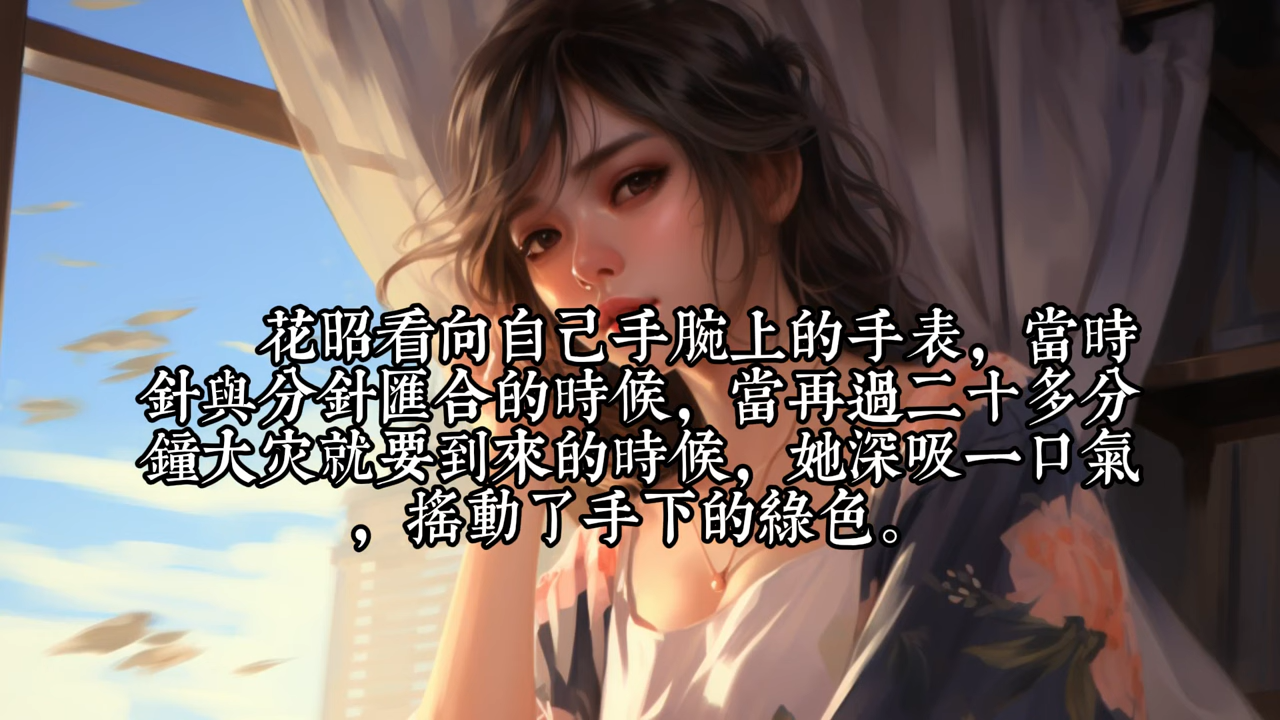 花昭看向自己手腕上的手表，當時
針與分針匯合的時候，當再過二十多分
鐘大灾就要到來的時候，她深吸一口氣
，搖動了手下的綠色。